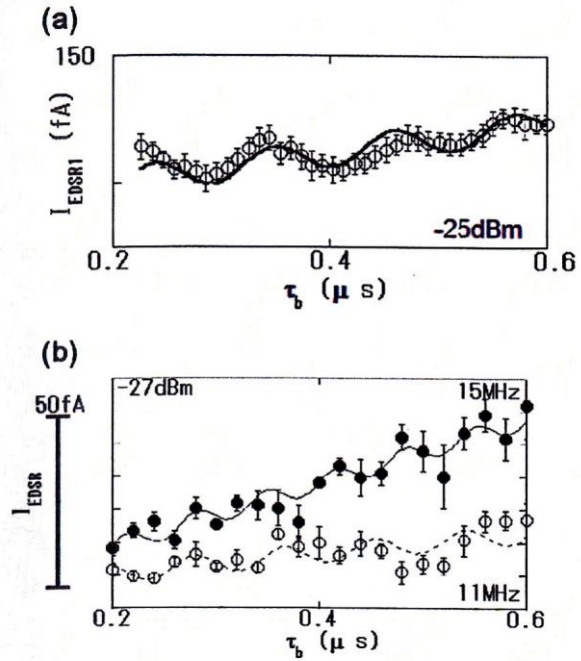 (a)
150
I_EDSR1 (fA)
-25dBm
0.2 0.4 0.6
τ_b (μ s)
(b)
-27dBm 15MHz
50fA
I_EDSR
11MHz
0.2 0.4 0.6
τ_b (μ s)